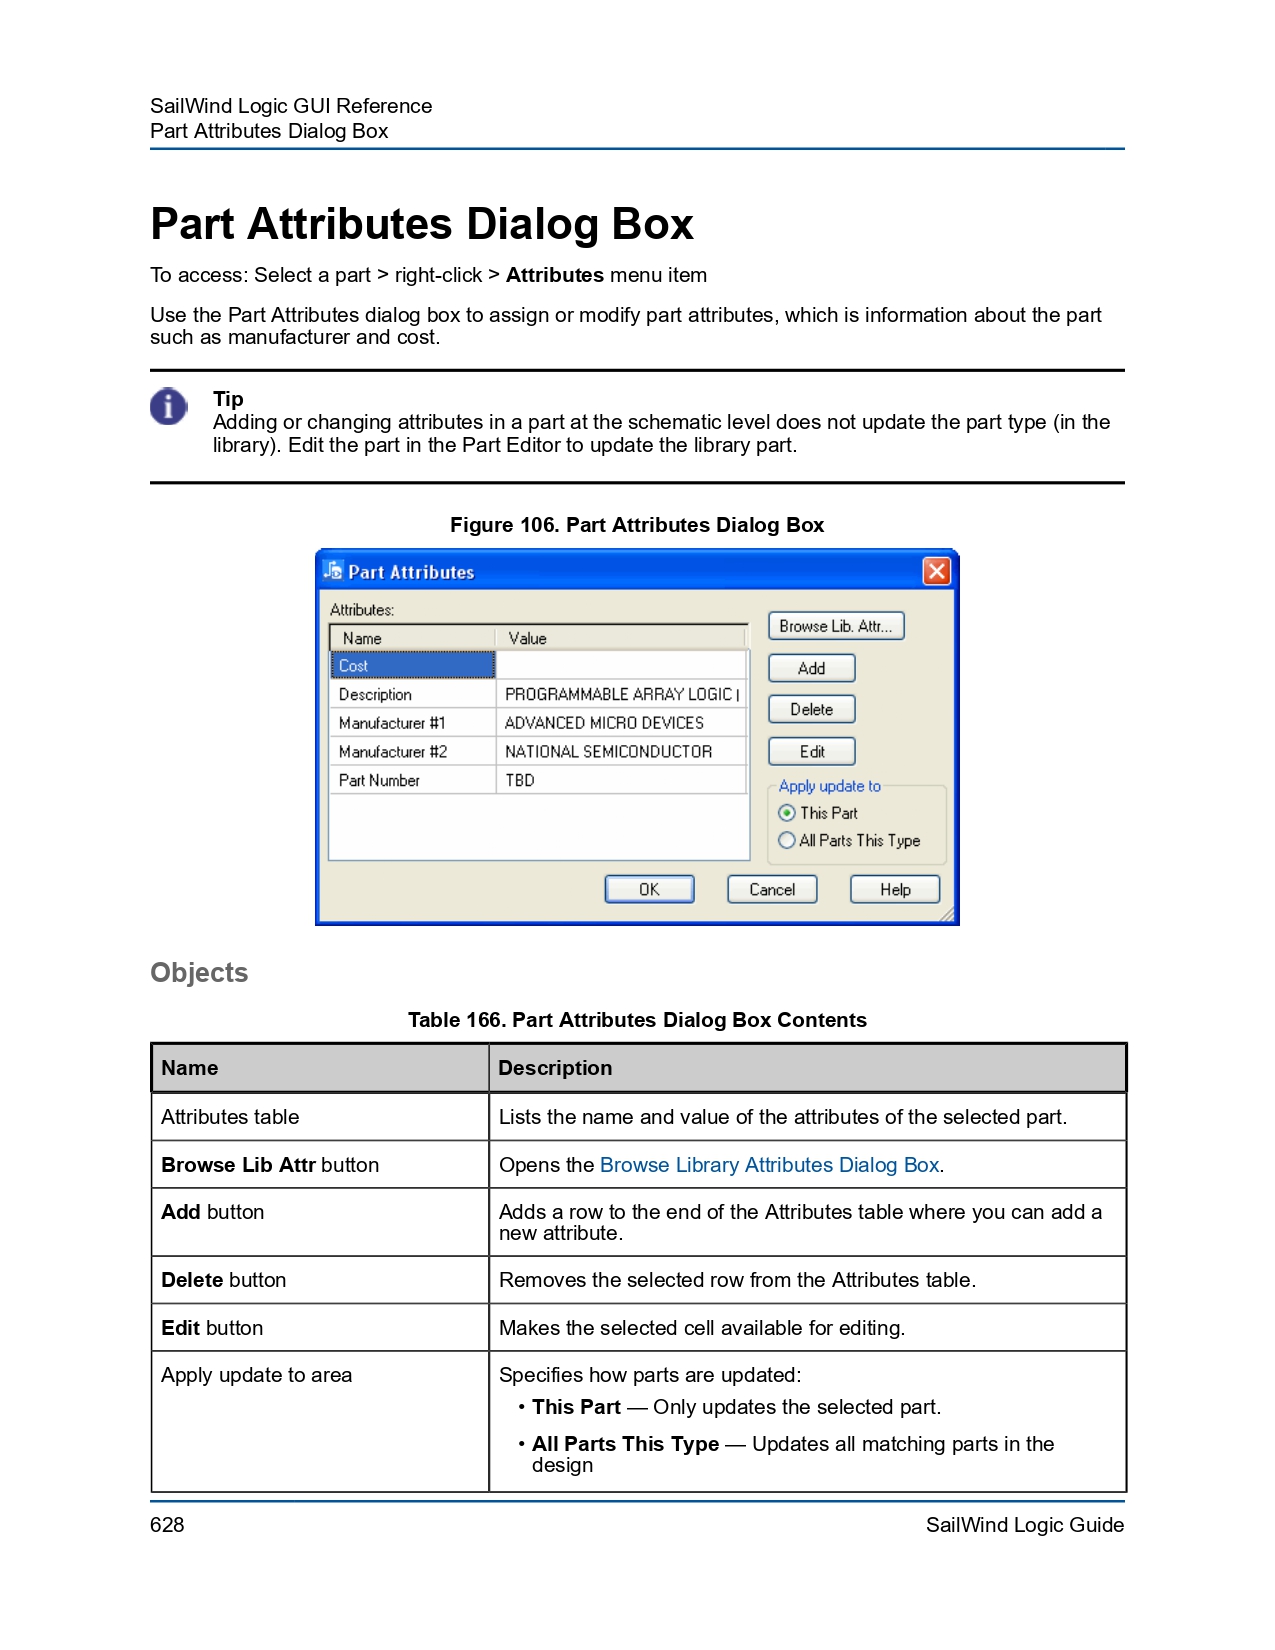 SailWind Logic GUI Reference
Part Attributes Dialog Box
Part Attributes Dialog Box
To access: Select a part > right-click > Attributes menu item
Use the Part Attributes dialog box to assign or modify part attributes, which is information about the part
such as manufacturer and cost.
Tip
Adding or changing attributes in a part at the schematic level does not update the part type (in the
library). Edit the part in the Part Editor to update the library part.
Figure 106. Part Attributes Dialog Box
Part Attributes
Attributes:
Name Value
Cost
Description PROGRAMMABLE ARRAY LOGIC
Manufacturer #1 ADVANCED MICRO DEVICES
Manufacturer #2 NATIONAL SEMICONDUCTOR
Part Number TBD
Browse Lib. Attr...
Add
Delete
Edit
Apply update to
This Part
All Parts This Type
OK Cancel Help
Objects
Table 166. Part Attributes Dialog Box Contents
Name Description
Attributes table Lists the name and value of the attributes of the selected part.
Browse Lib Attr button Opens the Browse Library Attributes Dialog Box.
Add button Adds a row to the end of the Attributes table where you can add a
new attribute.
Delete button Removes the selected row from the Attributes table.
Edit button Makes the selected cell available for editing.
Apply update to area Specifies how parts are updated:
• This Part — Only updates the selected part.
• All Parts This Type — Updates all matching parts in the
design
628 SailWind Logic Guide